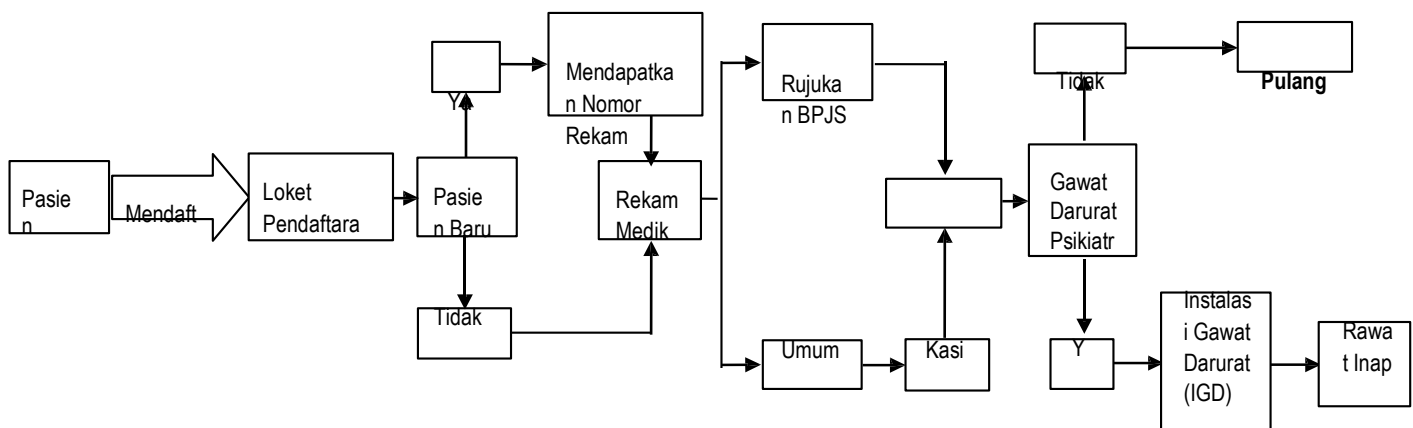 Pasie
n
Mendaft
Loket
Pendaftara
Pasie
n Baru
Ya
Mendapatka
n Nomor
Rekam
Tidak
Rekam
Medik
Rujuka
n BPJS
Umum
Kasi
Gawat
Darurat
Psikiatr
Tidak
Pulang
Y
Instalas
i Gawat
Darurat
(IGD)
Rawa
t Inap